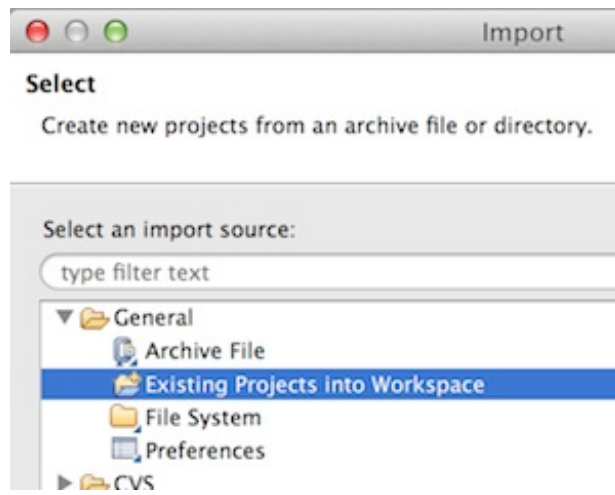 Import
Select
Create new projects from an archive file or directory.
Select an import source:
type filter text
General
Archive File
Existing Projects into Workspace
File System
Preferences
CVS